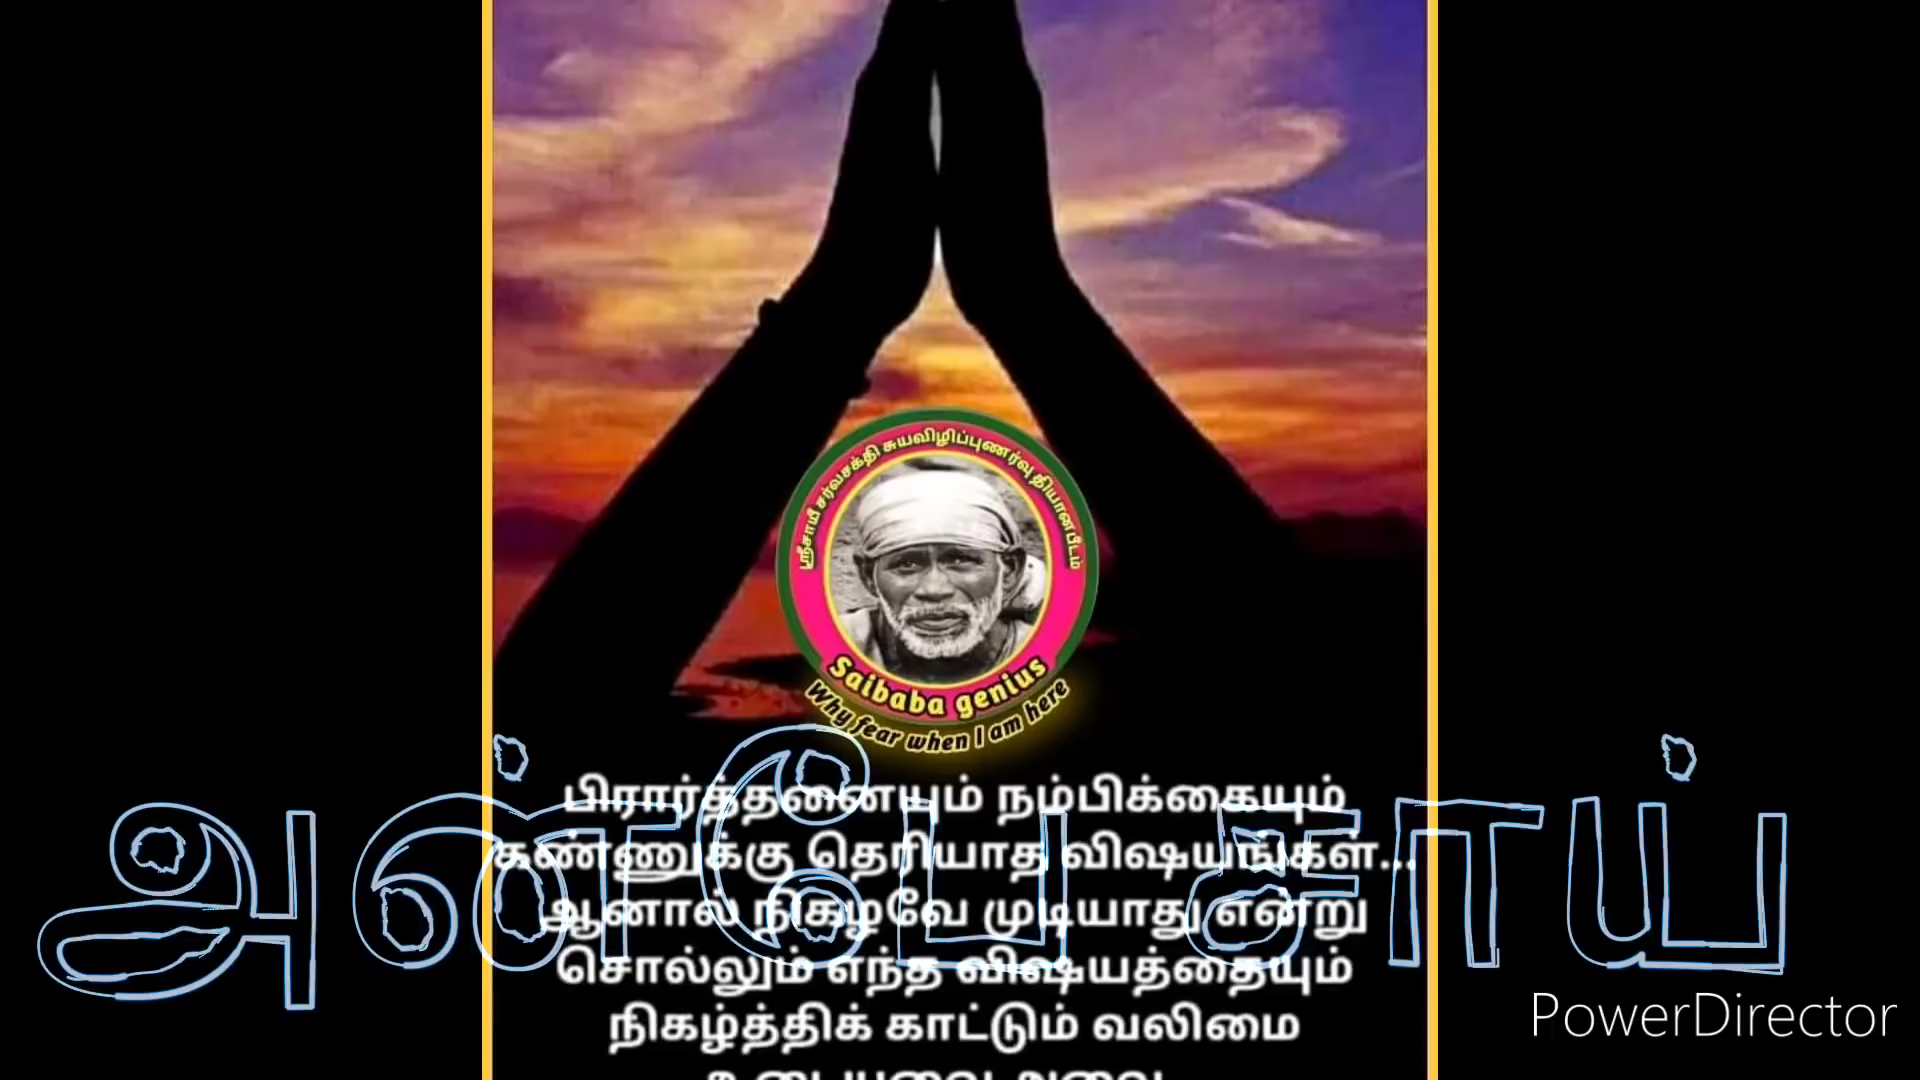 ஸ்ரீசாயீ சர்வசக்தி சுயவிழிப்புணர்வு தியானபீடம்
Saibaba genius
Why fear when I am here
பிரார்த்தனையும் நம்பிக்கையும்
கண்ணுக்கு தெரியாத விஷயங்கள்...
ஆனால் நிகழவே முடியாது என்று
சொல்லும் எந்த விஷயத்தையும்
நிகழ்த்திக் காட்டும் வலிமை
அன்பே சாய்
PowerDirector